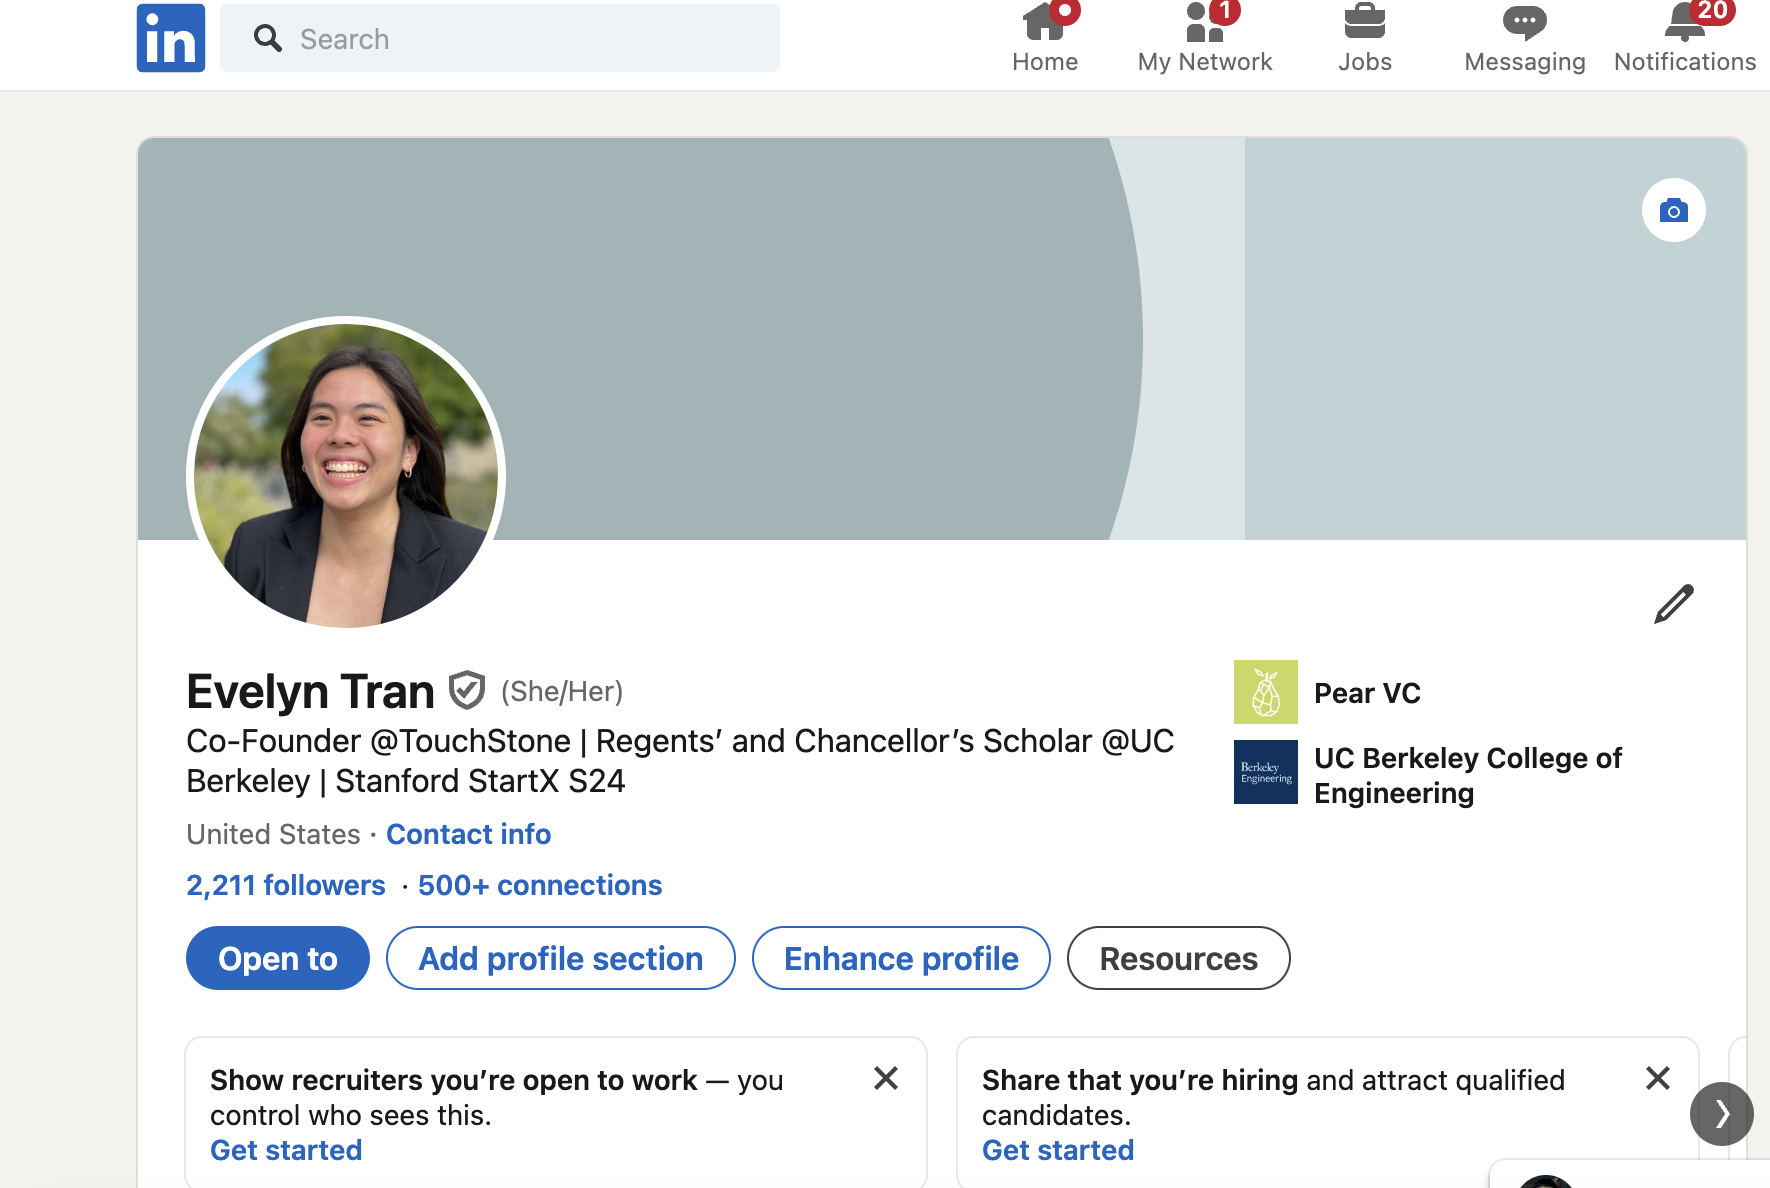 in
Search
Home
1
My Network
Jobs
Messaging
20
Notifications
Evelyn Tran (She/Her)
Co-Founder @TouchStone | Regents’ and Chancellor’s Scholar @UC
Berkeley | Stanford StartX S24
United States · Contact info
2,211 followers · 500+ connections
Pear VC
Berkeley
Engineering
UC Berkeley College of
Engineering
Open to
Add profile section
Enhance profile
Resources
Show recruiters you’re open to work — you
control who sees this.
Get started
Share that you’re hiring and attract qualified
candidates.
Get started